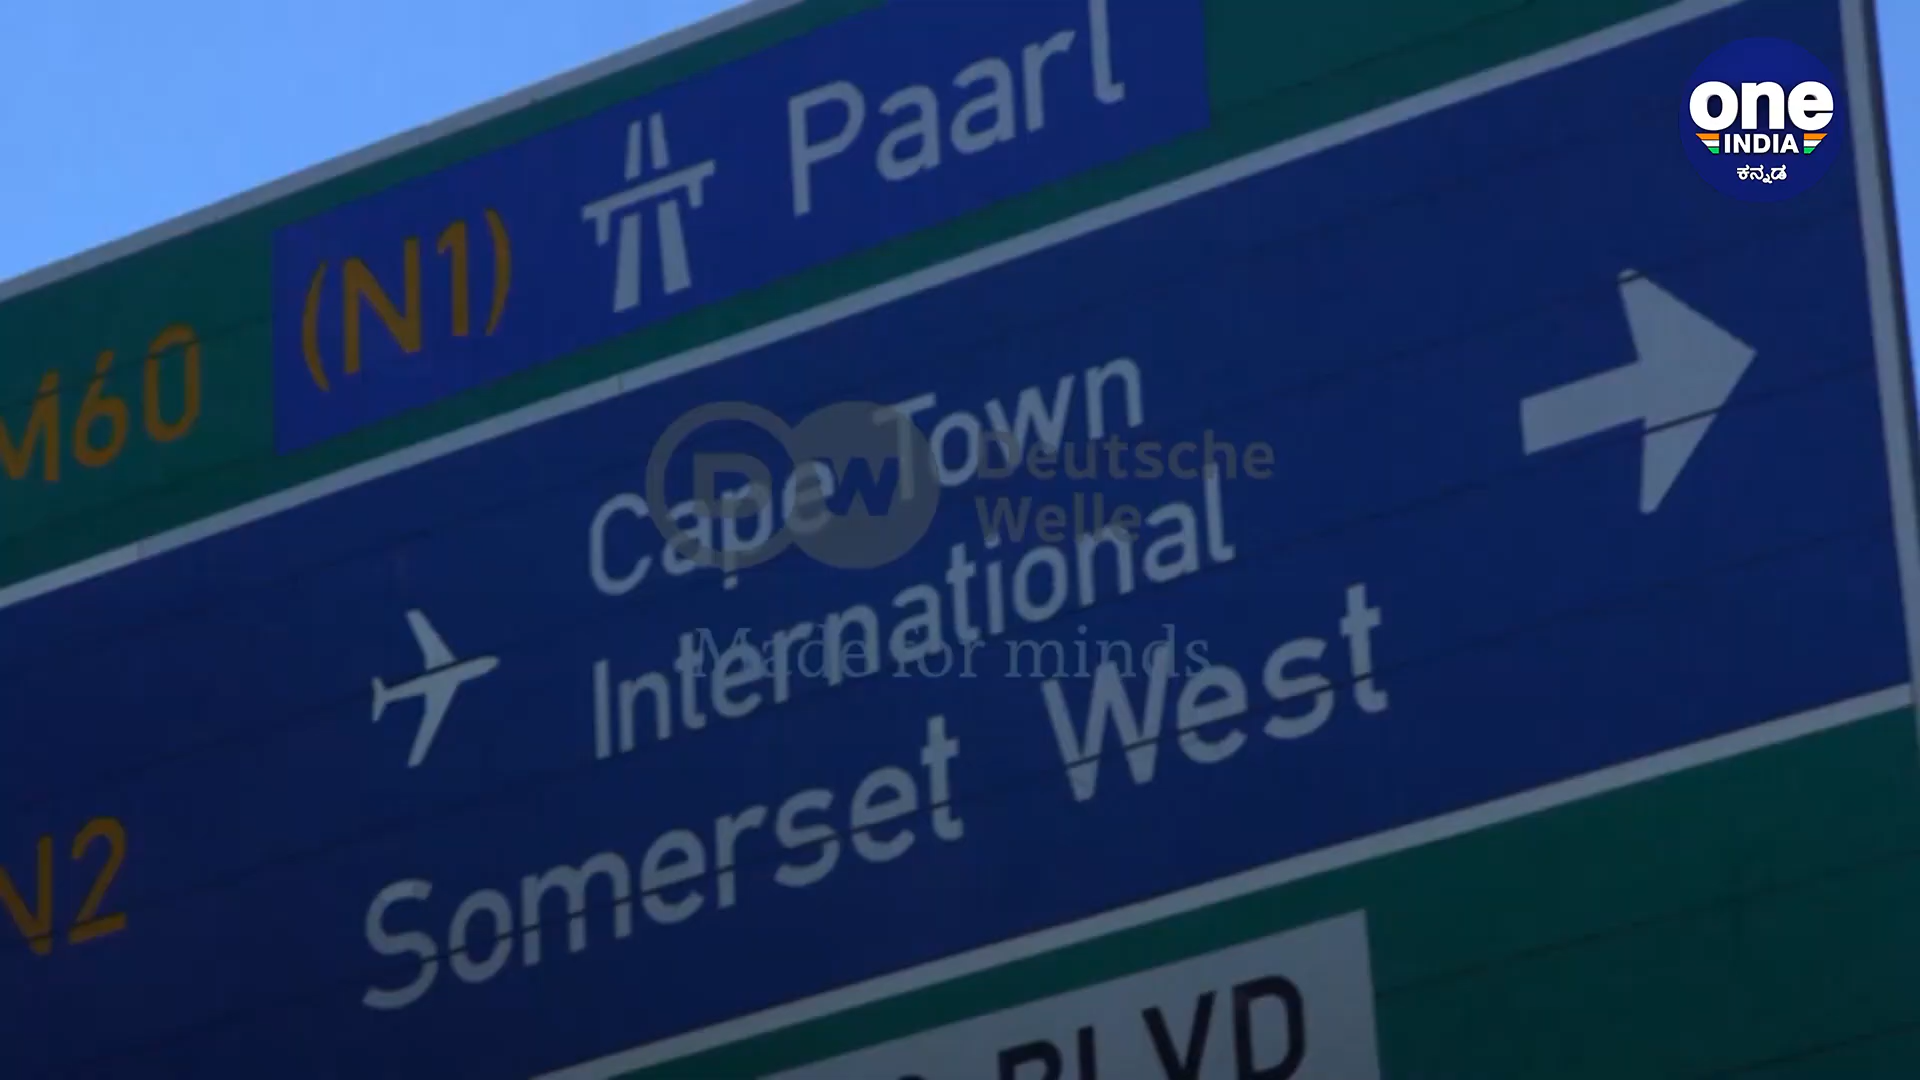 one
INDIA
ಕನ್ನಡ
M60 (N1) Paarl
Cape Town
International
N2 Somerset West
BLVD
DW Deutsche
Welle
Made for minds